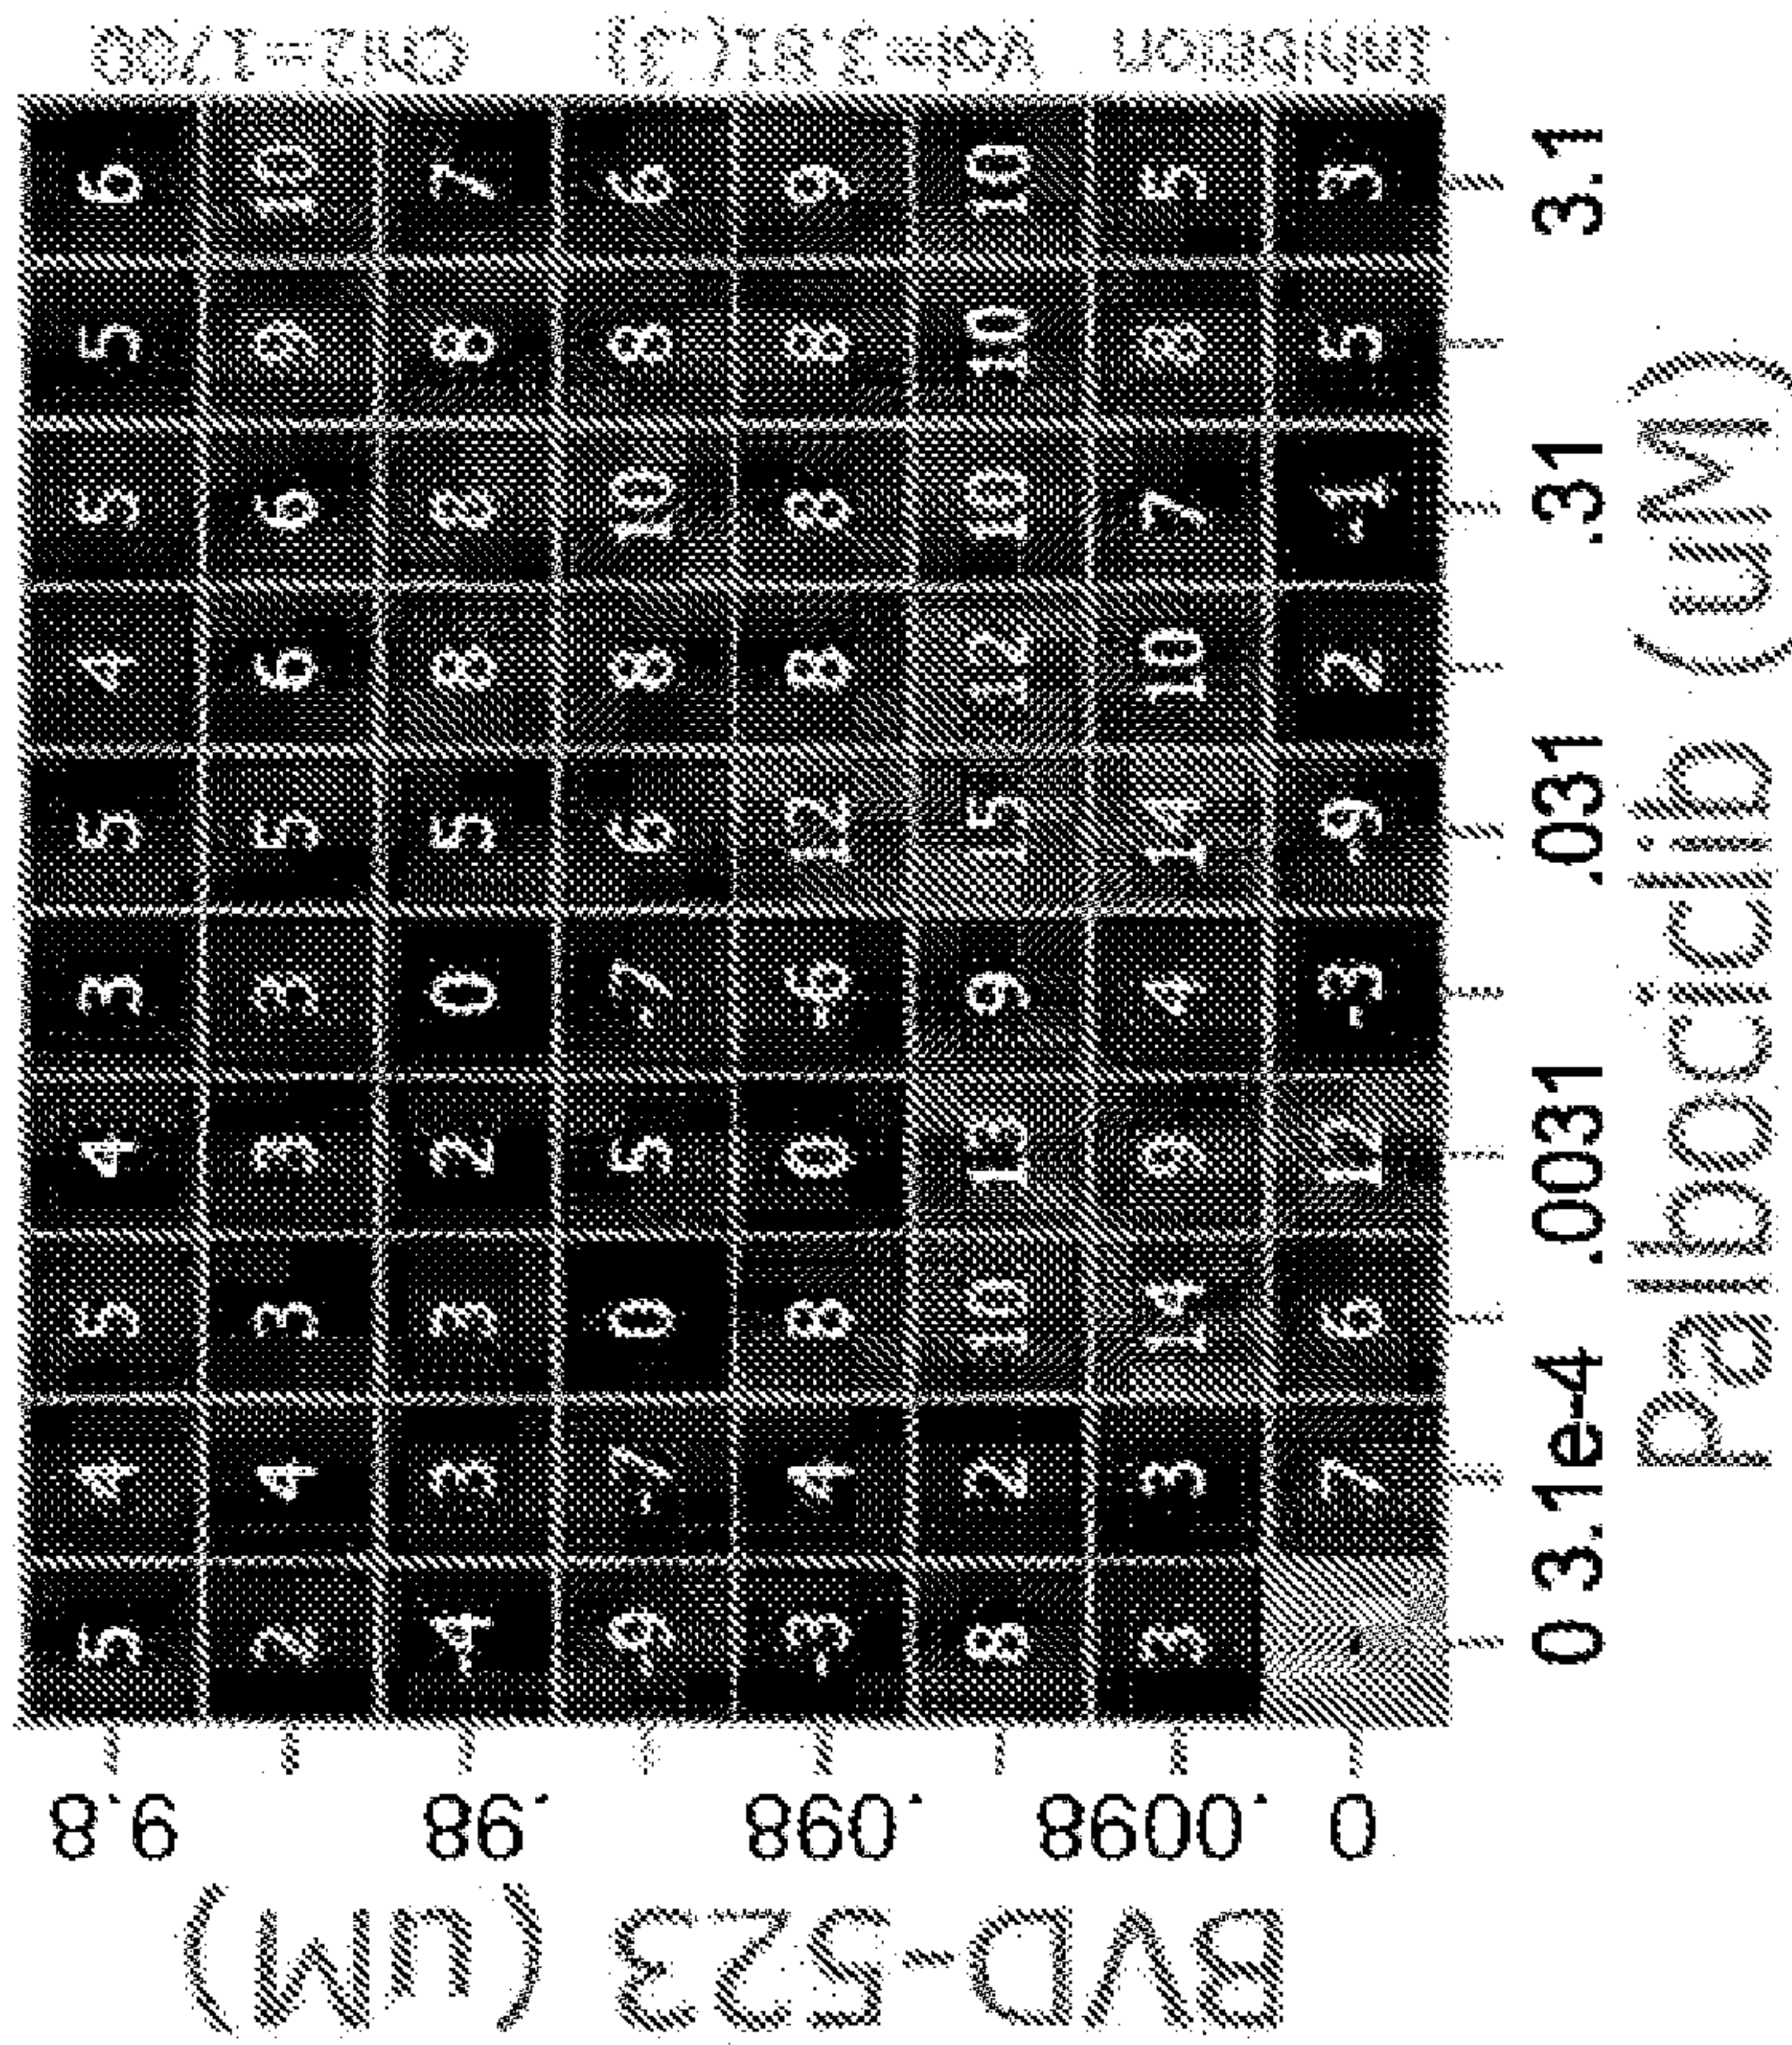 BVD-523 (uM)
9.8 5 4 5 4 3 5 4 5 5 6
2 4 3 3 3 5 6 6 9 10
.98 -4 3 3 2 0 5 8 8 8 7
-9 -7 0 5 -7 6 8 10 8 6
.098 -3 4 8 0 -6 12 8 8 8 9
8 2 10 13 9 15 12 10 10 10
.0098 3 3 14 9 4 14 10 7 8 5
0 7 6 12 -3 -9 2 -1 5 3
0 3.1e-4 .0031 .031 .31 3.1
Pallbociclib (uM)
Inhibition Vol=3.81(.3) Chi2=1700